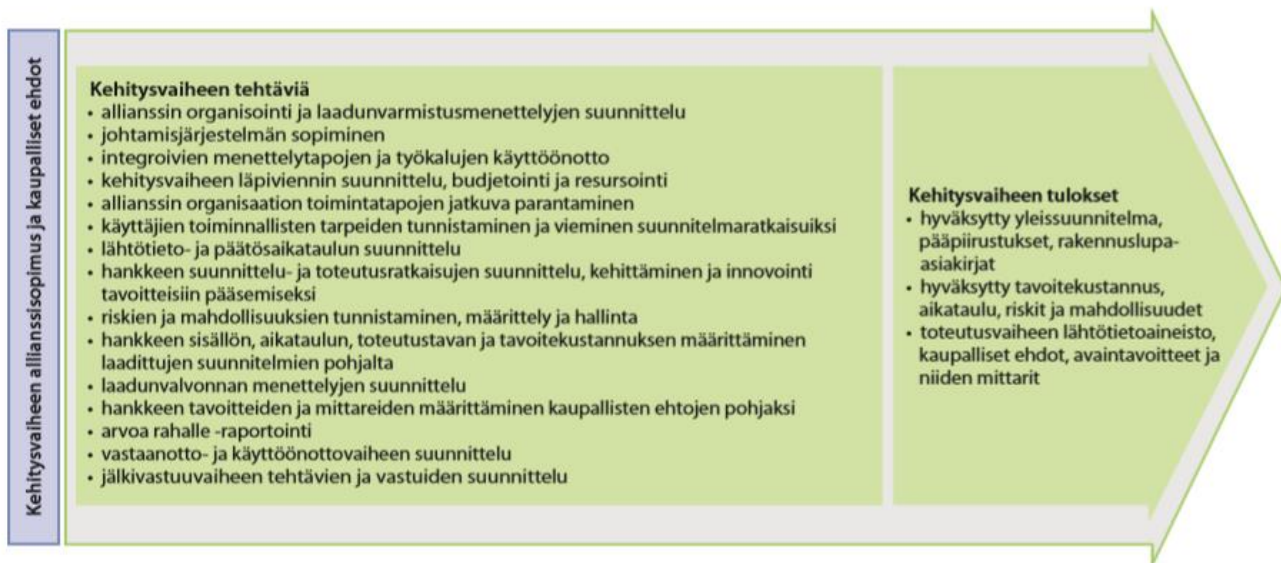 Kehitysvaiheen allianssisopimus ja kaupalliset ehdot
Kehitysvaiheen tehtäviä
• allianssin organisointi ja laadunvarmistusmenettelyjen suunnittelu
• johtamisjärjestelmän sopiminen
• integroivien menettelytapojen ja työkalujen käyttöönotto
• kehitysvaiheen läpiviennin suunnittelu, budjetointi ja resursointi
• allianssin organisaation toimintatapojen jatkuva parantaminen
• käyttäjien toiminnallisten tarpeiden tunnistaminen ja vieminen suunnitelmaratkaisuiksi
• lähtötieto- ja päätösaikataulun suunnittelu
• hankkeen suunnittelu- ja toteutusratkaisujen suunnittelu, kehittäminen ja innovointi
tavoitteisiin pääsemiseksi
• riskien ja mahdollisuuksien tunnistaminen, määrittely ja hallinta
• hankkeen sisällön, aikataulun, toteutustavan ja tavoitekustannuksen määrittäminen
laadittujen suunnitelmien pohjalta
• laadunvalvonnan menettelyjen suunnittelu
• hankkeen tavoitteiden ja mittareiden määrittäminen kaupallisten ehtojen pohjaksi
• arvoa rahalle -raportointi
• vastaanotto- ja käyttöönottovaiheen suunnittelu
• jälkivastuuvaiheen tehtävien ja vastuiden suunnittelu
Kehitysvaiheen tulokset
• hyväksytty yleissuunnitelma,
pääpiirustukset, rakennuslupa-
asiakirjat
• hyväksytty tavoitekustannus,
aikataulu, riskit ja mahdollisuudet
• toteutusvaiheen lähtötietoaineisto,
kaupalliset ehdot, avaintavoitteet ja
niiden mittarit